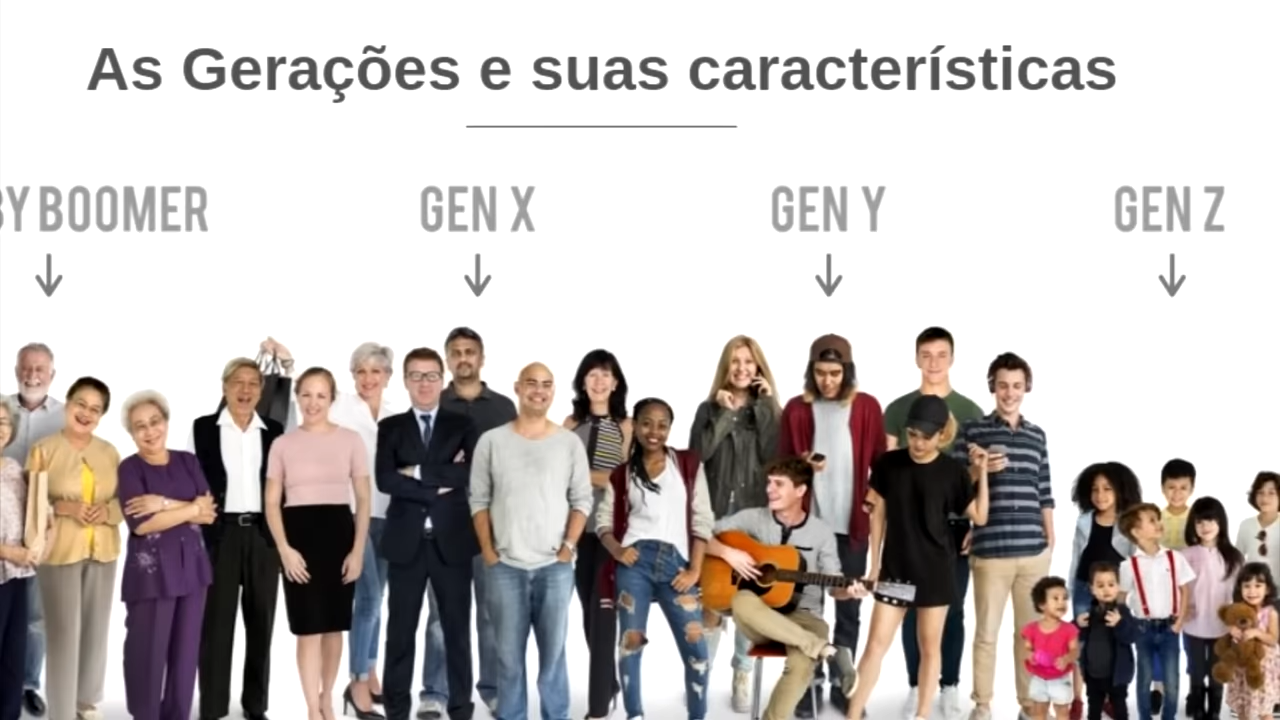 As Gerações e suas características
BY BOOMER GEN X GEN Y GEN Z